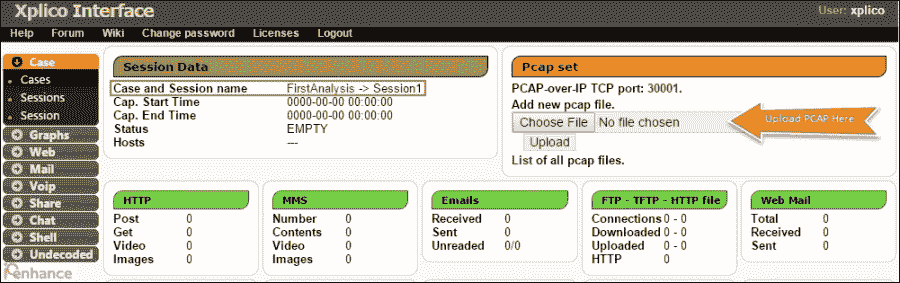 Xplico Interface
User: xplico
Help Forum Wiki Change password Licenses Logout
Case
Cases
Sessions
Session
Graphs
Web
Mail
Voip
Share
Chat
Shell
Undecoded
enhance
Session Data
Case and Session name FirstAnalysis -> Session1
Cap. Start Time 0000-00-00 00:00:00
Cap. End Time 0000-00-00 00:00:00
Status EMPTY
Hosts ---
Pcap set
PCAP-over-IP TCP port: 30001.
Add new pcap file.
Choose File No file chosen
Upload PCAP Here
Upload
List of all pcap files.
HTTP
Post 0
Get 0
Video 0
Images 0
MMS
Number 0
Contents 0
Video 0
Images 0
Emails
Received 0
Sent 0
Unreaded 0/0
FTP - TFTP - HTTP file
Connections 0 - 0
Downloaded 0 - 0
Uploaded 0 - 0
HTTP 0
Web Mail
Total 0
Received 0
Sent 0